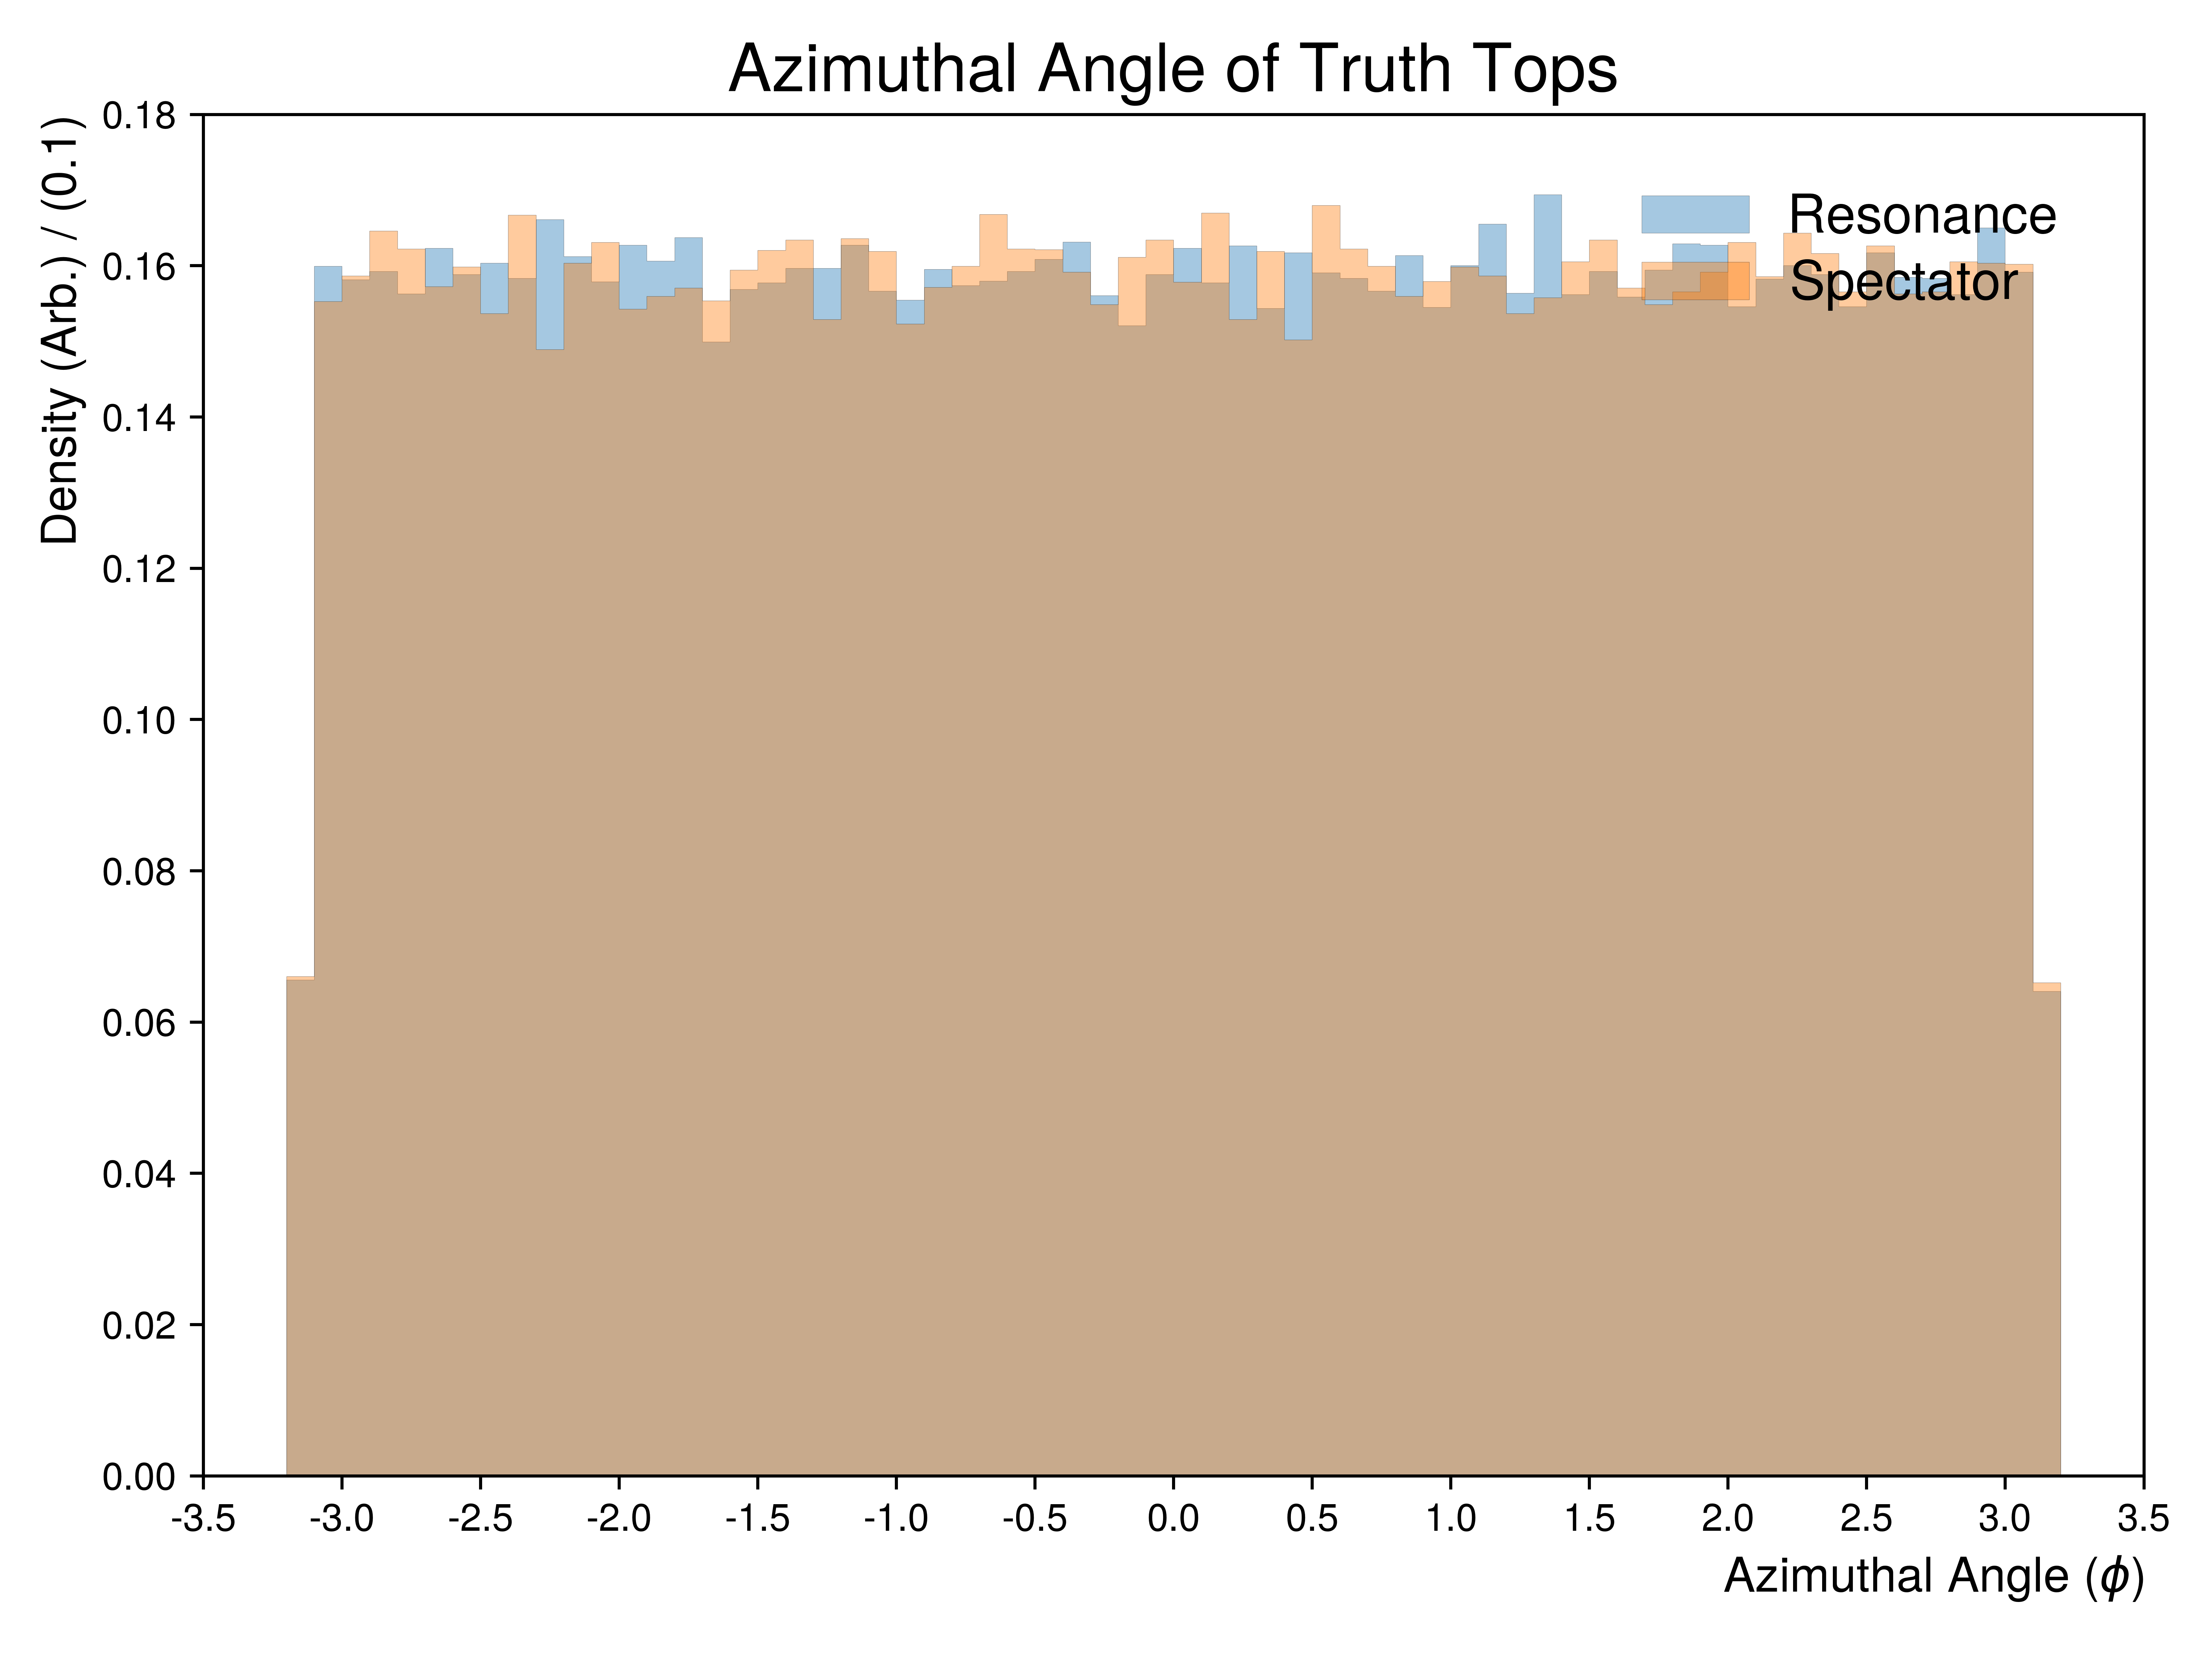 Azimuthal Angle of Truth Tops
Density (Arb.) / (0.1)
0.18
0.16
0.14
0.12
0.10
0.08
0.06
0.04
0.02
0.00
Resonance
Spectator
-3.5 -3.0 -2.5 -2.0 -1.5 -1.0 -0.5 0.0 0.5 1.0 1.5 2.0 2.5 3.0 3.5
Azimuthal Angle (ϕ)